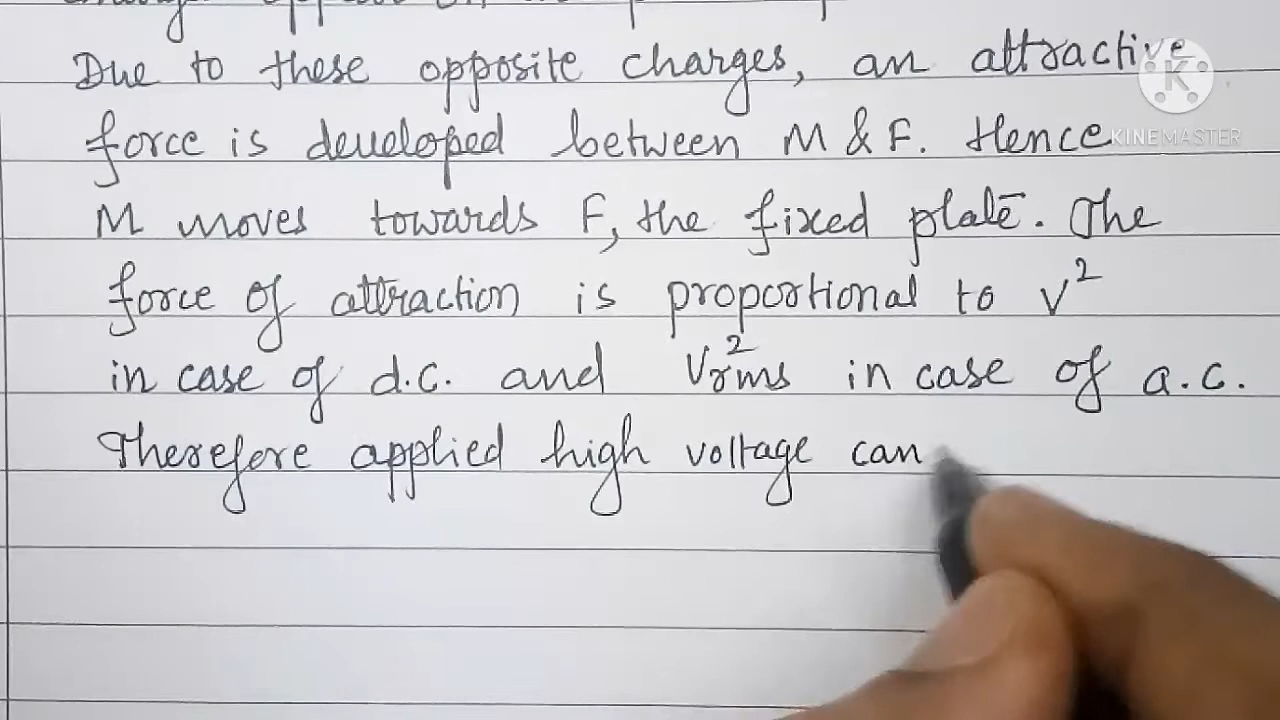 Due to these opposite charges, an attractive
force is developed between M & F. Hence
KINEMASTER
M moves towards F, the fixed plate. The
force of attraction is proportional to V²
in case of d.c. and Vrms² in case of a.c.
Therefore applied high voltage can